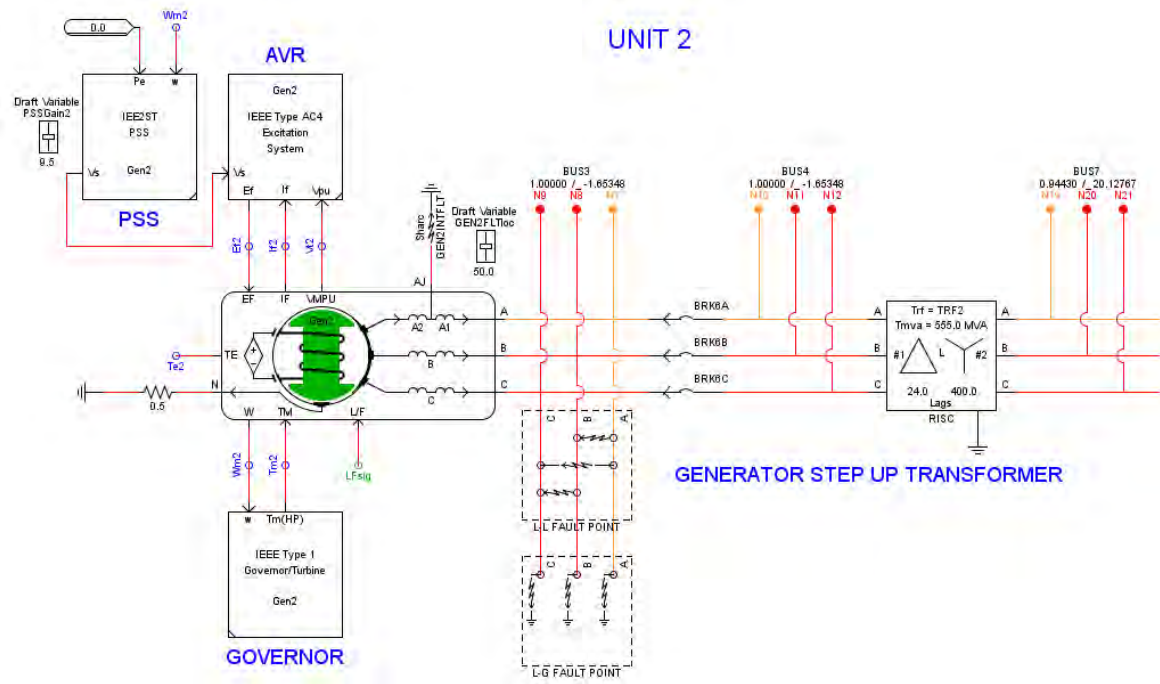 UNIT 2
0.0
Wm2
AVR
Pe
w
Draft Variable
PSSGain2
9.5
IEE2ST
PSS
Gen2
Vs
PSS
Gen2
IEEE Type AC4
Excitation
System
Vs
Ef
If
Vpu
Ef2
If2
Vt2
Sharc
GEN2INTFLT
Draft Variable
GEN2FLTloc
50.0
AJ
BUS3
1.00000 /_ -1.65348
N9
N8
BUS4
1.00000 /_ -1.65348
N10
N11
N12
BUS7
0.94430 /_ 20.12767
N19
N20
N21
EF
IF
VMPU
Gen2
A2
A1
A
B
B
C
C
TE
Te2
N
0.5
W
TM
L/F
Wm2
Tm2
LFsig
BRK6A
BRK6B
BRK6C
A
B
C
Trf = TRF2
Tmva = 555.0 MVA
#1
L
#2
24.0
400.0
Lags
RISC
A
B
C
GENERATOR STEP UP TRANSFORMER
w
Tm(HP)
IEEE Type 1
Governor/Turbine
Gen2
GOVERNOR
C
B
A
L-L FAULT POINT
C
B
A
L-G FAULT POINT